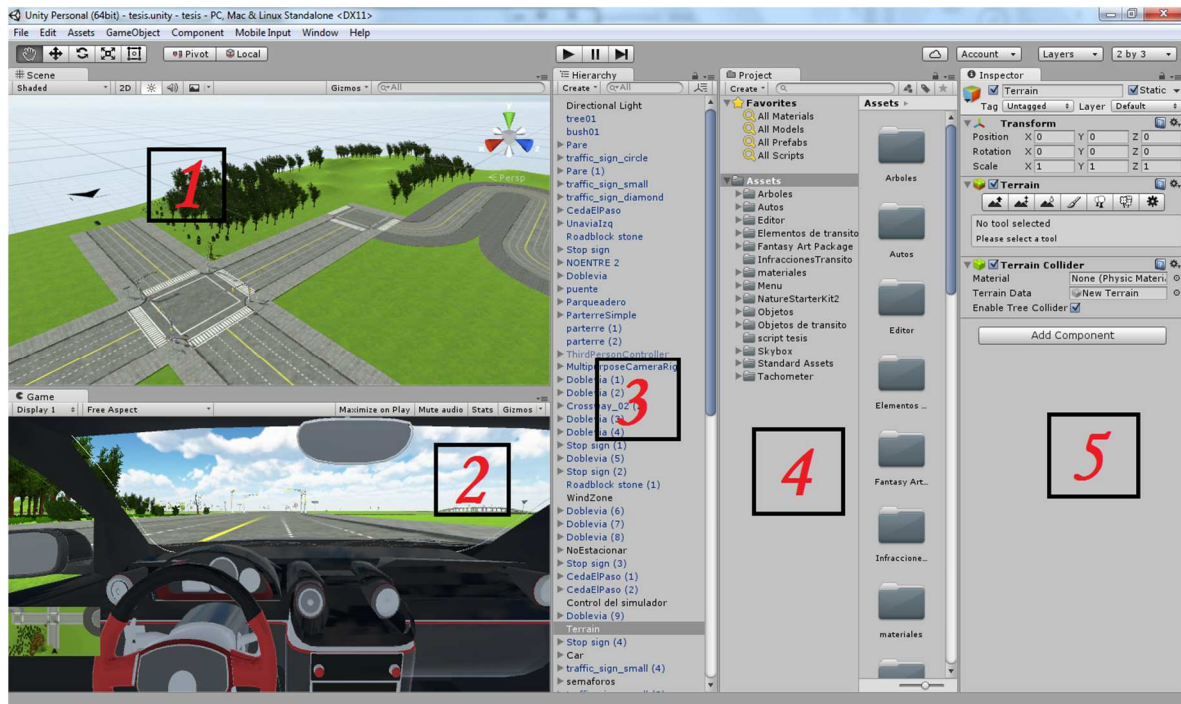 Unity Personal (64bit) - tesis.unity - tesis - PC, Mac & Linux Standalone <DX11>
File Edit Assets GameObject Component Mobile Input Window Help
Pivot Local
Account Layers 2 by 3
Scene
Shaded 2D Gizmos All
y
Persp
1
Game
Display 1 Free Aspect Maximize on Play Mute audio Stats Gizmos
2
Hierarchy
Create All
Directional Light
tree01
bush01
Pare
traffic_sign_circle
Pare (1)
traffic_sign_small
traffic_sign_diamond
CedaElPaso
UnaviaIzq
Roadblock stone
Stop sign
NOENTRE 2
Doblevia
puente
Parqueadero
ParterreSimple
parterre (1)
parterre (2)
ThirdPersonController
MultipurposeCameraRig
Doblevia (1)
Doblevia (2)
Crossway_02
Doblevia (3)
Doblevia (4)
Stop sign (1)
Doblevia (5)
Stop sign (2)
Roadblock stone (1)
WindZone
Doblevia (6)
Doblevia (7)
Doblevia (8)
NoEstacionar
Stop sign (3)
CedaElPaso (1)
CedaElPaso (2)
Control del simulador
Doblevia (9)
Terrain
Stop sign (4)
Car
traffic_sign_small (4)
semaforos
3
Project
Create
Favorites
All Materials
All Models
All Prefabs
All Scripts
Assets
Arboles
Autos
Editor
Elementos de transito
Fantasy Art Package
InfraccionesTransito
materiales
Menu
NatureStarterKit2
Objetos
Objetos de transito
script tesis
Skybox
Standard Assets
Tachometer
4
Assets
Arboles
Autos
Editor
Elementos ...
Fantasy Art...
Infraccione...
materiales
Inspector
Terrain Static
Tag Untagged Layer Default
Transform
Position X 0 Y 0 Z 0
Rotation X 0 Y 0 Z 0
Scale X 1 Y 1 Z 1
Terrain
No tool selected
Please select a tool
Terrain Collider
Material None (Physic Materi
Terrain Data New Terrain
Enable Tree Collider
Add Component
5